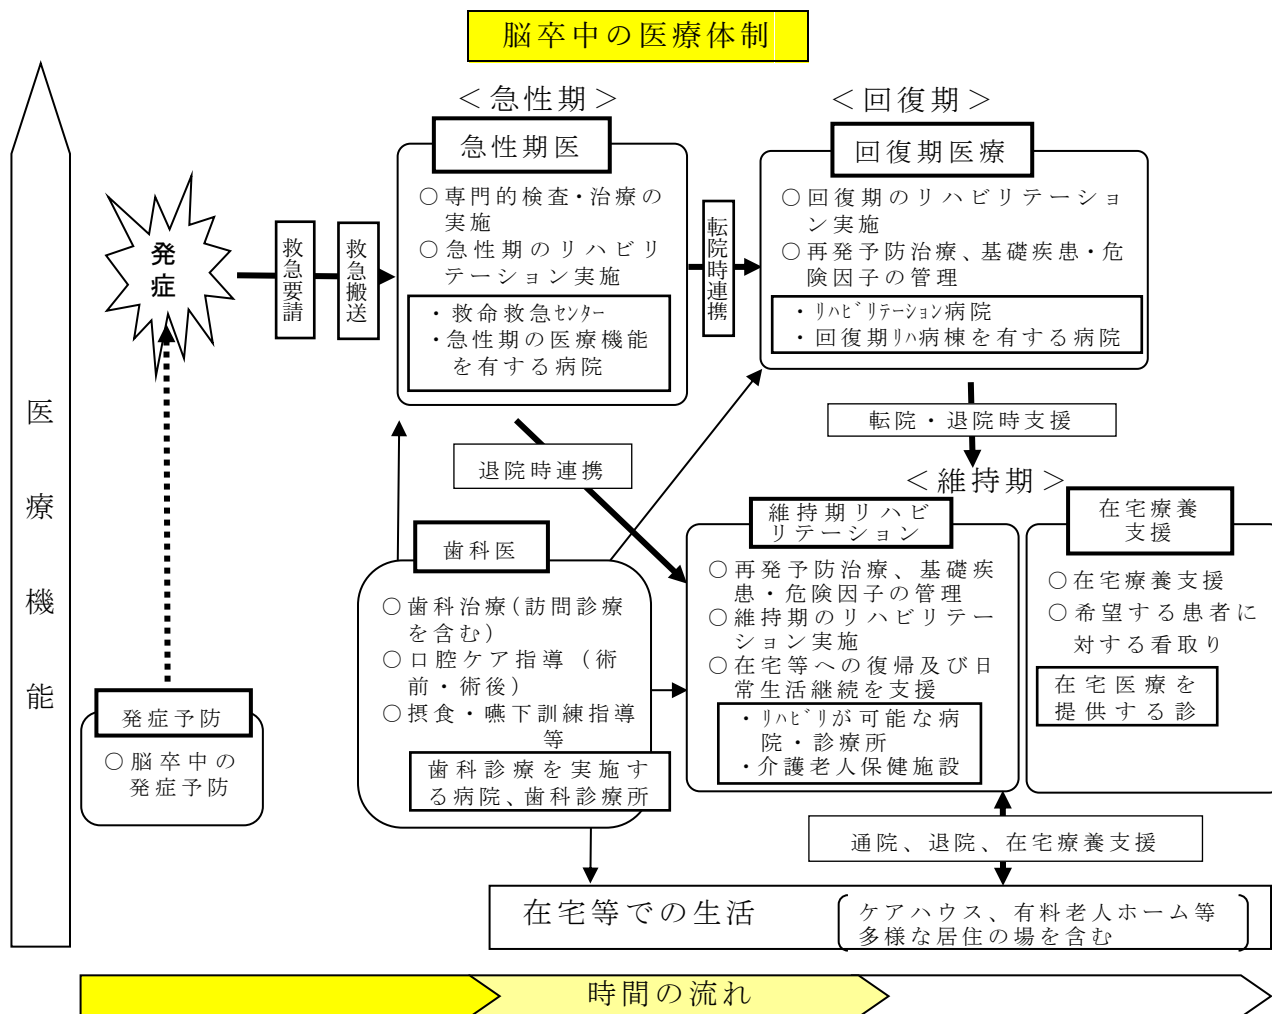 脳卒中の医療体制
医療機能
＜急性期＞
急性期医
○専門的検査・治療の
実施
○急性期のリハビリ
テーション実施
・救命救急ｾﾝﾀｰ
・急性期の医療機能
を有する病院
＜回復期＞
回復期医療
○回復期のリハビリテーショ
ン実施
○再発予防治療、基礎疾患・危
険因子の管理
・ﾘﾊﾋﾞﾘﾃｰｼｮﾝ病院
・回復期ﾘﾊ病棟を有する病院
発症
救急要請
救急搬送
転院時連携
退院時連携
転院・退院時支援
＜維持期＞
維持期リハビ
リテーション
○再発予防治療、基礎疾
患・危険因子の管理
○維持期のリハビリテー
ション実施
○在宅等への復帰及び日
常生活継続を支援
・ﾘﾊﾋﾞﾘが可能な病
院・診療所
・介護老人保健施設
在宅療養
支援
○在宅療養支援
○希望する患者に
対する看取り
在宅医療を
提供する診
歯科医
○歯科治療(訪問診療
を含む)
○口腔ケア指導（術
前・術後）
○摂食・嚥下訓練指導
等
歯科診療を実施す
る病院、歯科診療所
発症予防
○脳卒中の
発症予防
通院、退院、在宅療養支援
在宅等での生活
ケアハウス、有料老人ホーム等
多様な居住の場を含む
時間の流れ